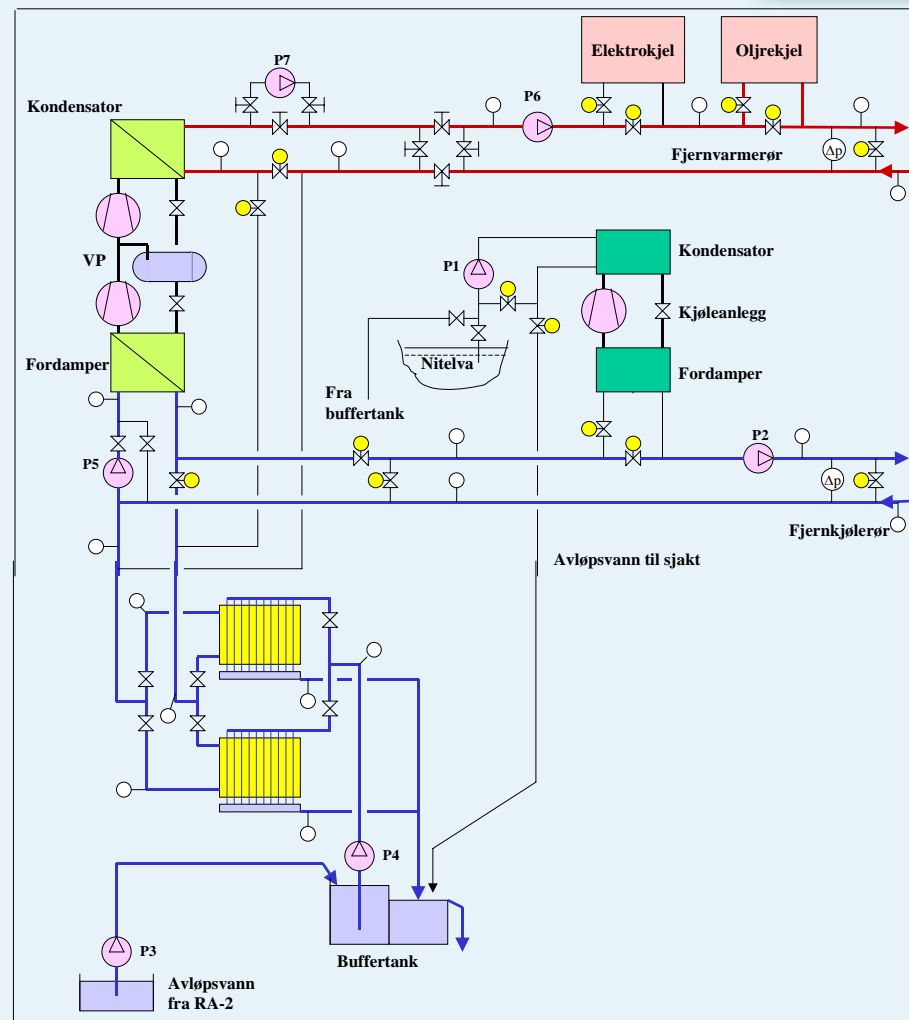 Elektrokjel
Oljrekjel
P7
Kondensator
P6
Fjernvarmerør
Δp
VP
P1
Kondensator
Kjøleanlegg
Nitelva
Fordamper
Fordamper
Fra
buffertank
P2
P5
Δp
Fjernkjølerør
Avløpsvann til sjakt
P4
P3
Buffertank
Avløpsvann
fra RA-2